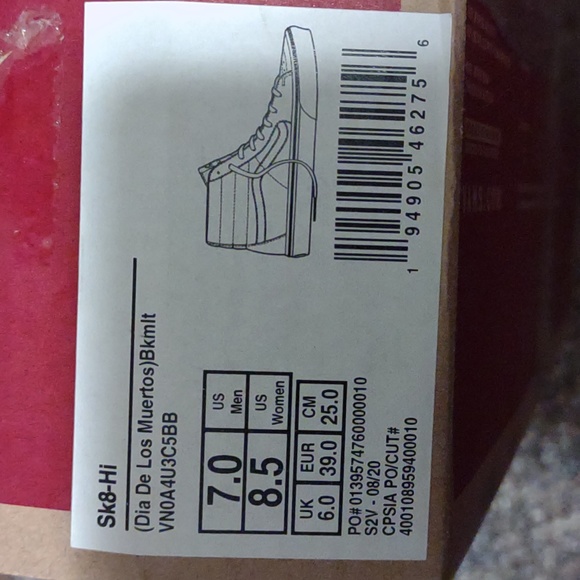 Sk8-Hi
(Dia De Los Muertos)Bkmlt
VN0A4U3C5BB
7.0 US Men
8.5 US Women
UK EUR CM
6.0 39.0 25.0
PO#0139574760000010
S2V - 08/20
CPSIA PO/CUT#
400108959400010
1 94905 46275 6